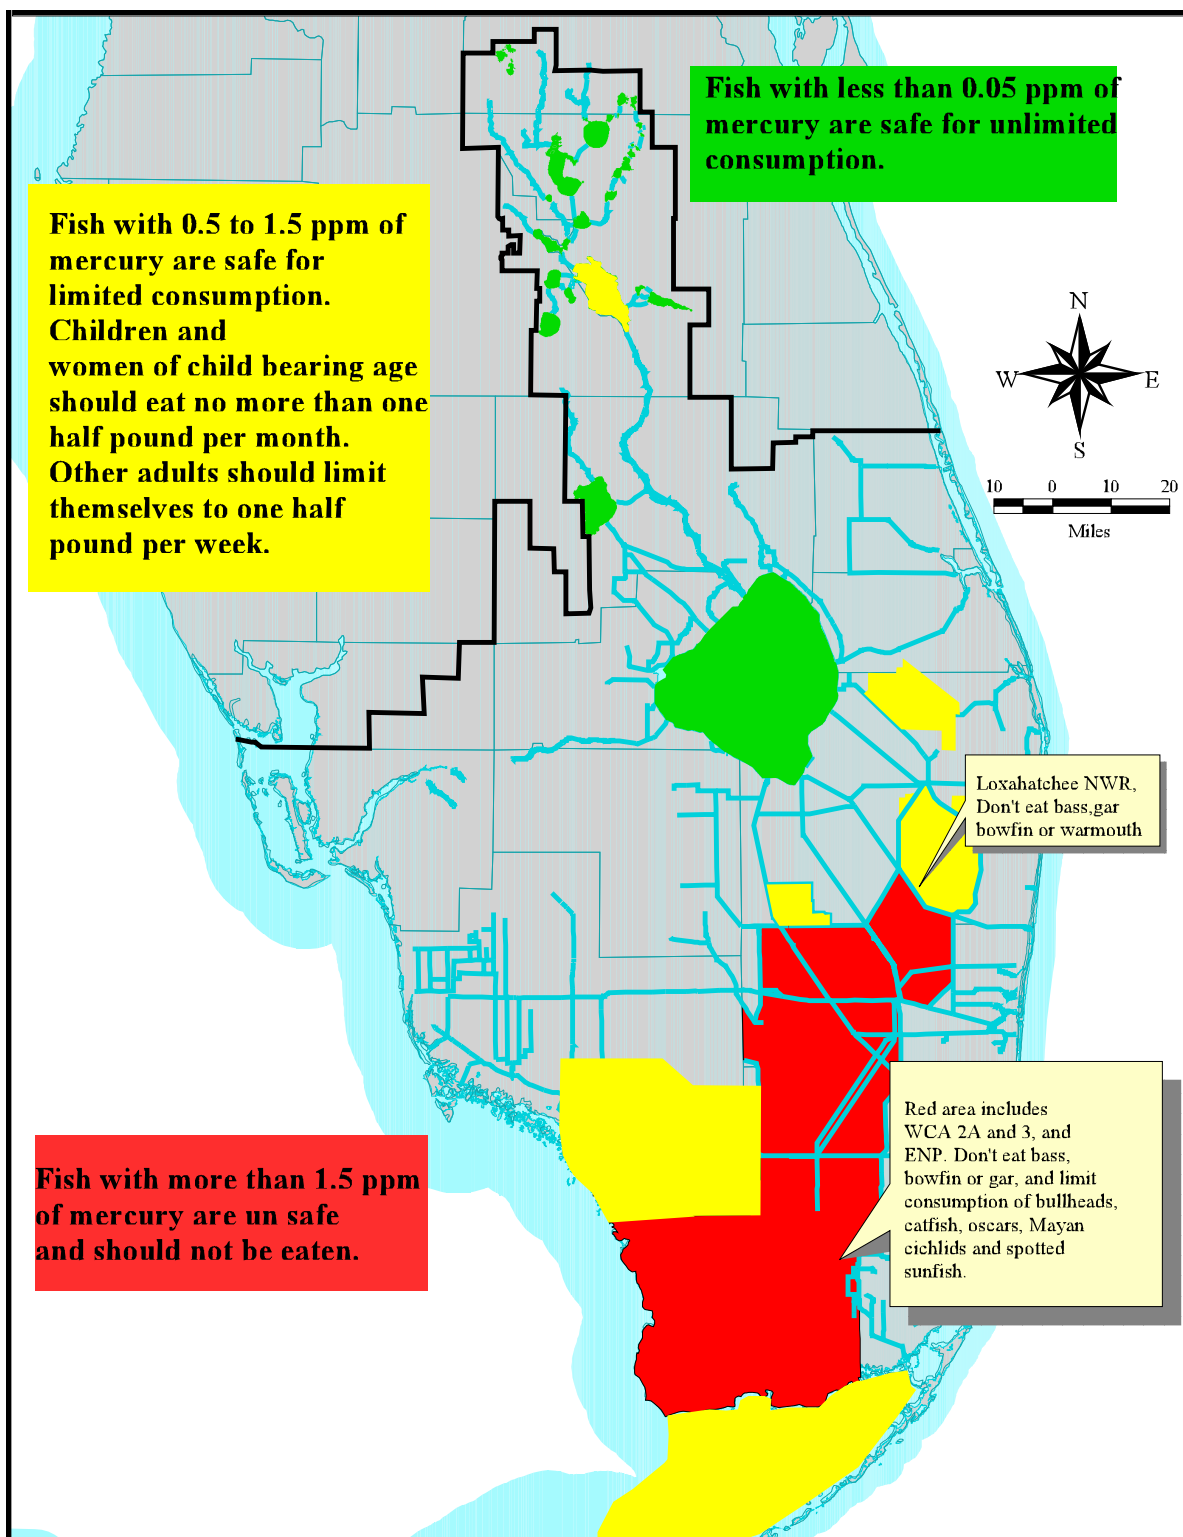 Fish with less than 0.05 ppm of
mercury are safe for unlimited
consumption.
Fish with 0.5 to 1.5 ppm of
mercury are safe for
limited consumption.
Children and
women of child bearing age
should eat no more than one
half pound per month.
Other adults should limit
themselves to one half
pound per week.
N
W E
S
10 0 10 20
Miles
Loxahatchee NWR,
Don't eat bass,gar
bowfin or warmouth
Red area includes
WCA 2A and 3, and
ENP. Don't eat bass,
bowfin or gar, and limit
consumption of bullheads,
catfish, oscars, Mayan
cichlids and spotted
sunfish.
Fish with more than 1.5 ppm
of mercury are un safe
and should not be eaten.